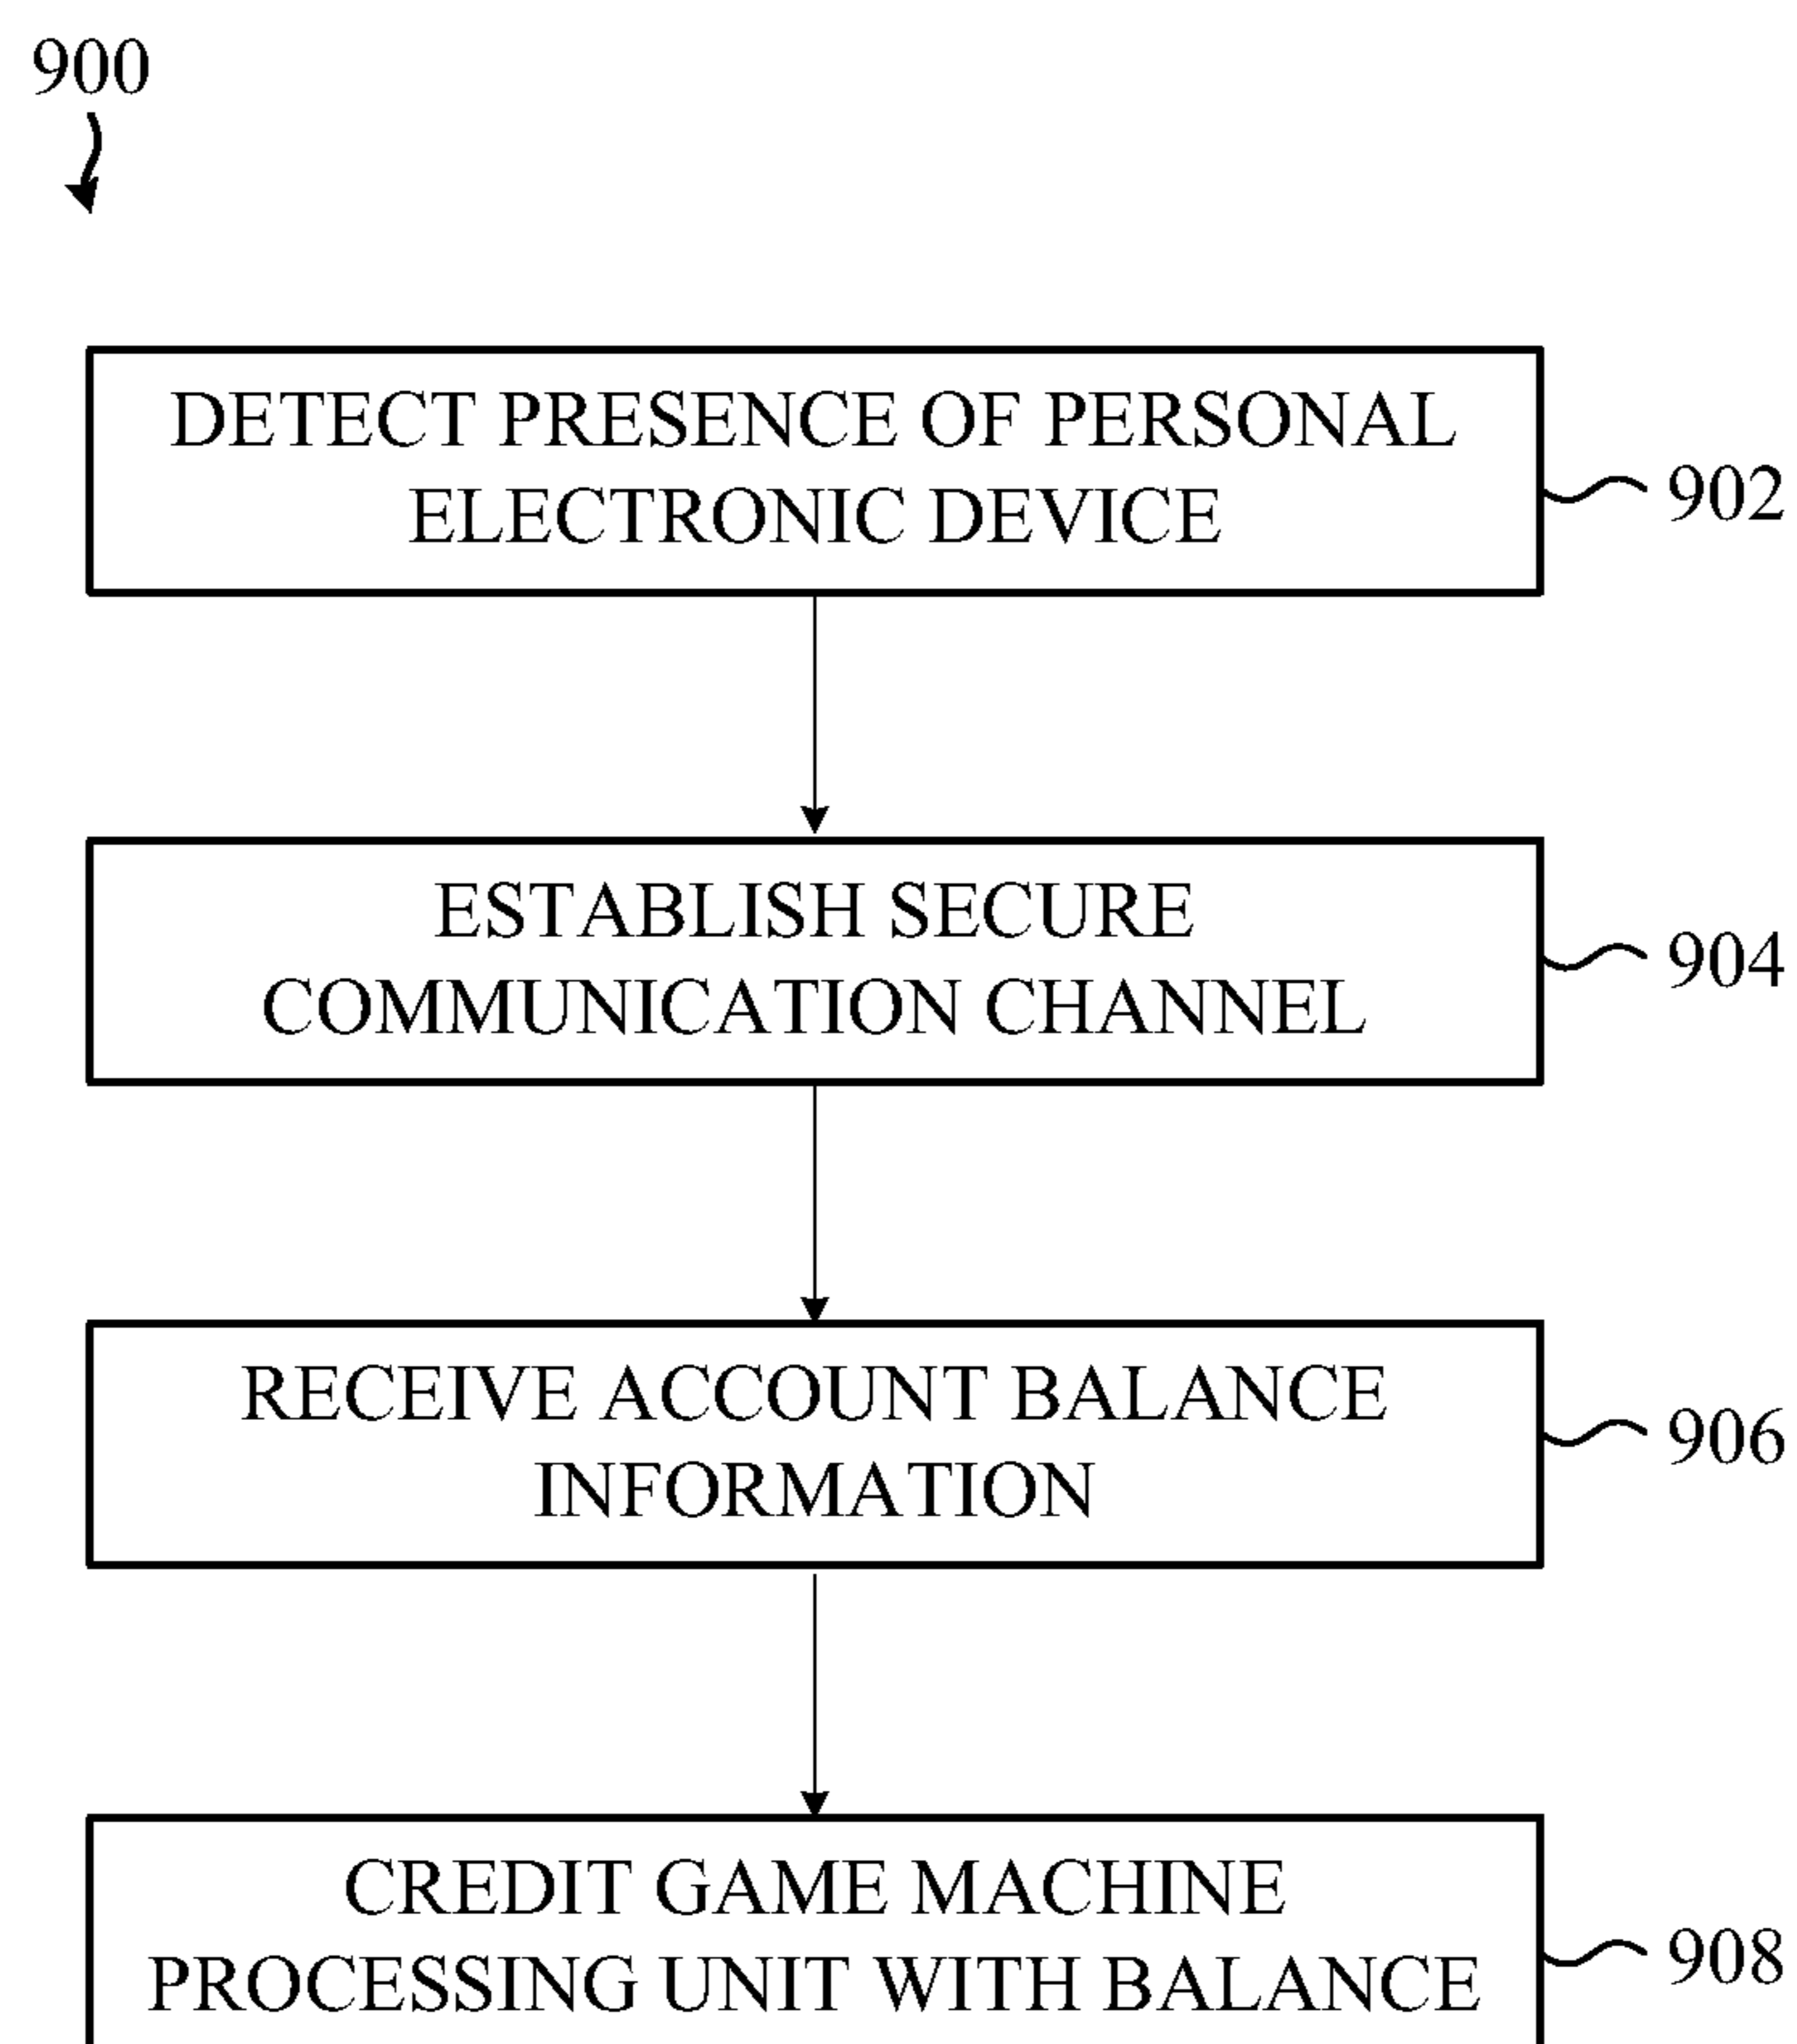 900
DETECT PRESENCE OF PERSONAL
ELECTRONIC DEVICE
902
ESTABLISH SECURE
COMMUNICATION CHANNEL
904
RECEIVE ACCOUNT BALANCE
INFORMATION
906
CREDIT GAME MACHINE
PROCESSING UNIT WITH BALANCE
908